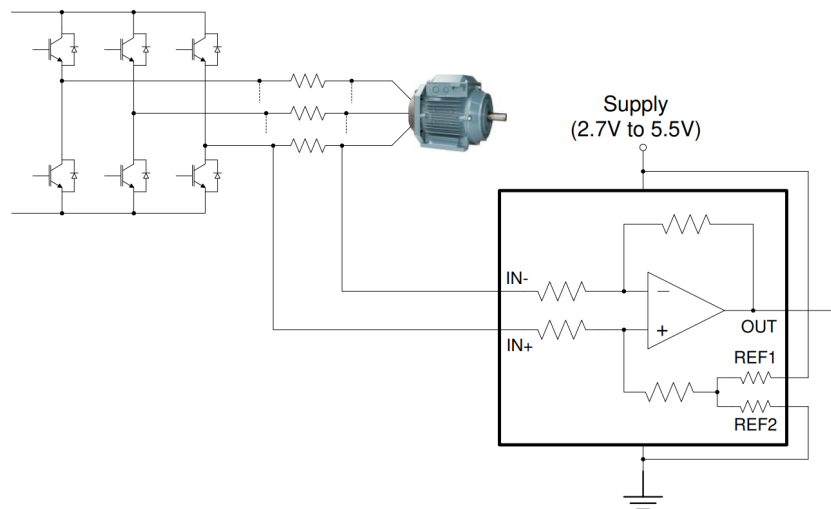 Supply
(2.7V to 5.5V)
IN-
IN+
OUT
REF1
REF2